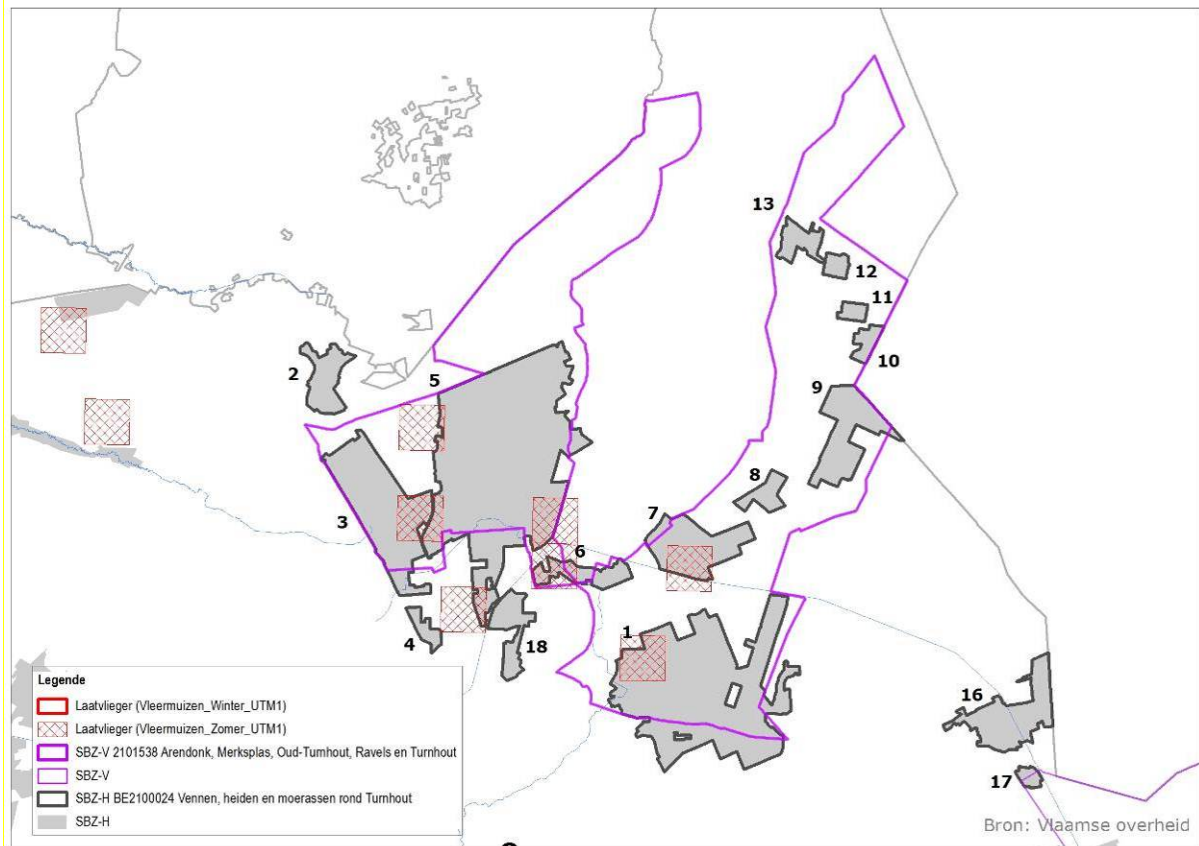 13
12
11
2
10
5
9
8
3
7
6
1
4
18
16
17
Legende
Laatvlieger (Vleermuizen_Winter_UTM1)
Laatvlieger (Vleermuizen_Zomer_UTM1)
SBZ-V 2101538 Arendonk, Merksplas, Oud-Turnhout, Ravels en Turnhout
SBZ-V
SBZ-H BE2100024 Vennen, heiden en moerassen rond Turnhout
SBZ-H
Bron: Vlaamse overheid